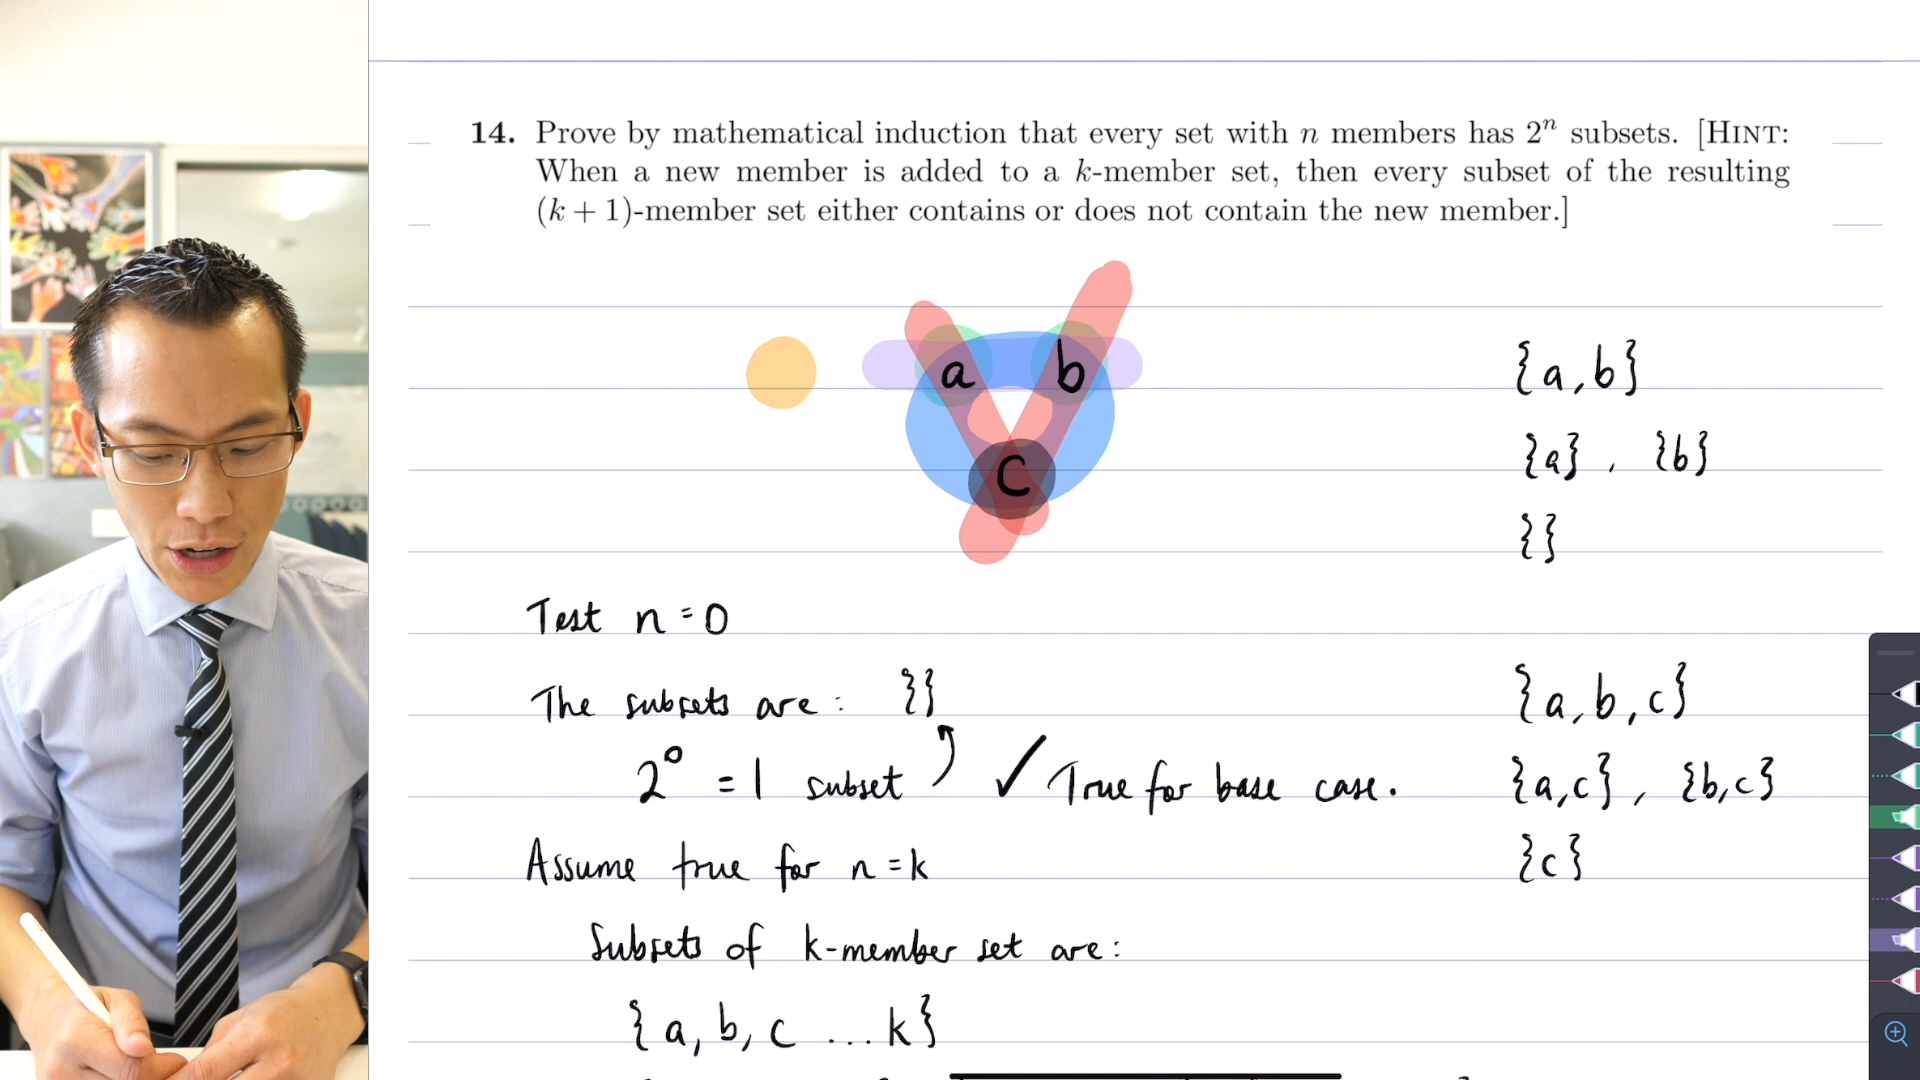 14. Prove by mathematical induction that every set with n members has 2ⁿ subsets. [HINT:
When a new member is added to a k-member set, then every subset of the resulting
(k + 1)-member set either contains or does not contain the new member.]
a b
c
{a,b}
{a} , {b}
{}
Test n = 0
The subsets are : {}
2⁰ = 1 subset ✓ True for base case.
{a,b,c}
{a,c} , {b,c}
{c}
Assume true for n = k
Subsets of k-member set are:
{ a, b, c ... k}